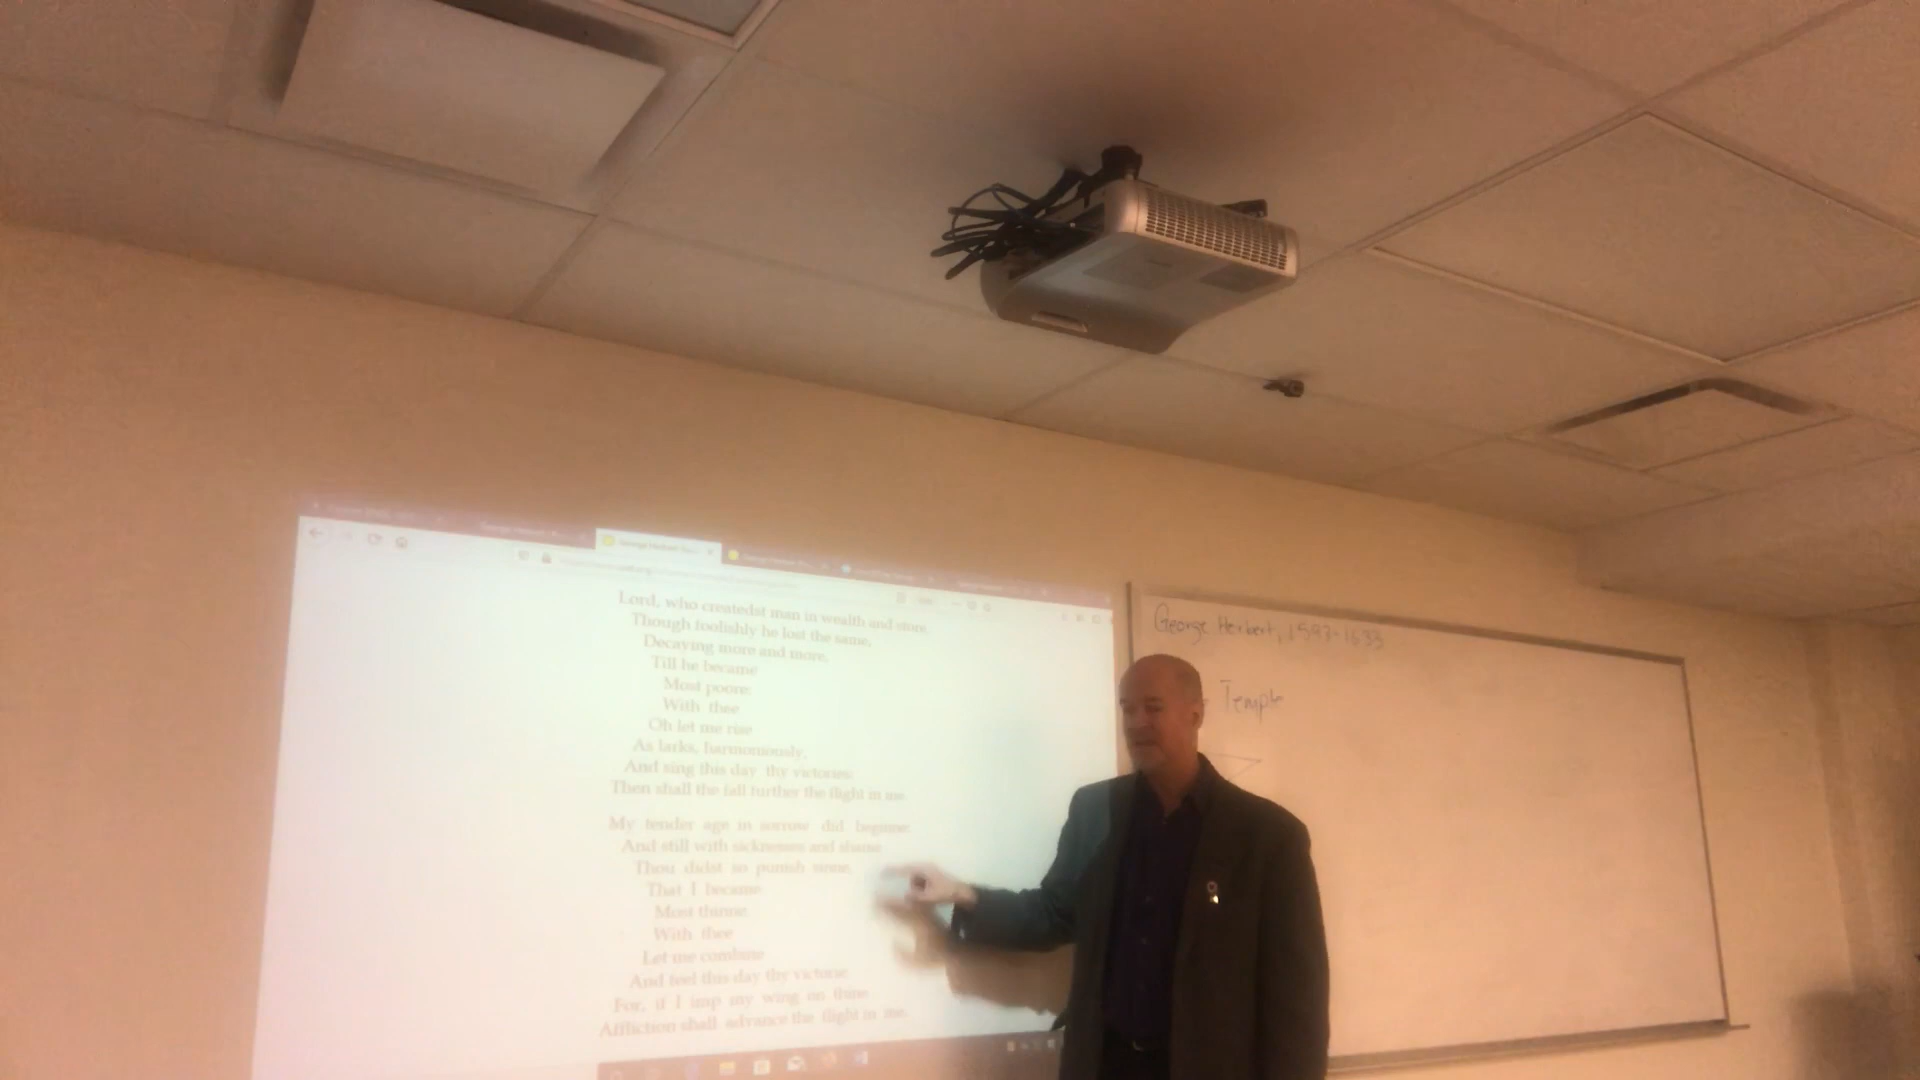 George Herbert
Lord, who createdst man in wealth and store,
Though foolishly he lost the same,
Decaying more and more,
Till he became
Most poore:
With thee
Oh let me rise
As larks, harmoniously,
And sing this day thy victories:
Then shall the fall further the flight in me.
My tender age in sorrow did beginne:
And still with sicknesses and shame
Thou didst so punish sinne,
That I became
Most thinne.
With thee
Let me combine
And feel this day thy victorie:
For, if I imp my wing on thine
Affliction shall advance the flight in me.
George Herbert, 1593-1633
Temple